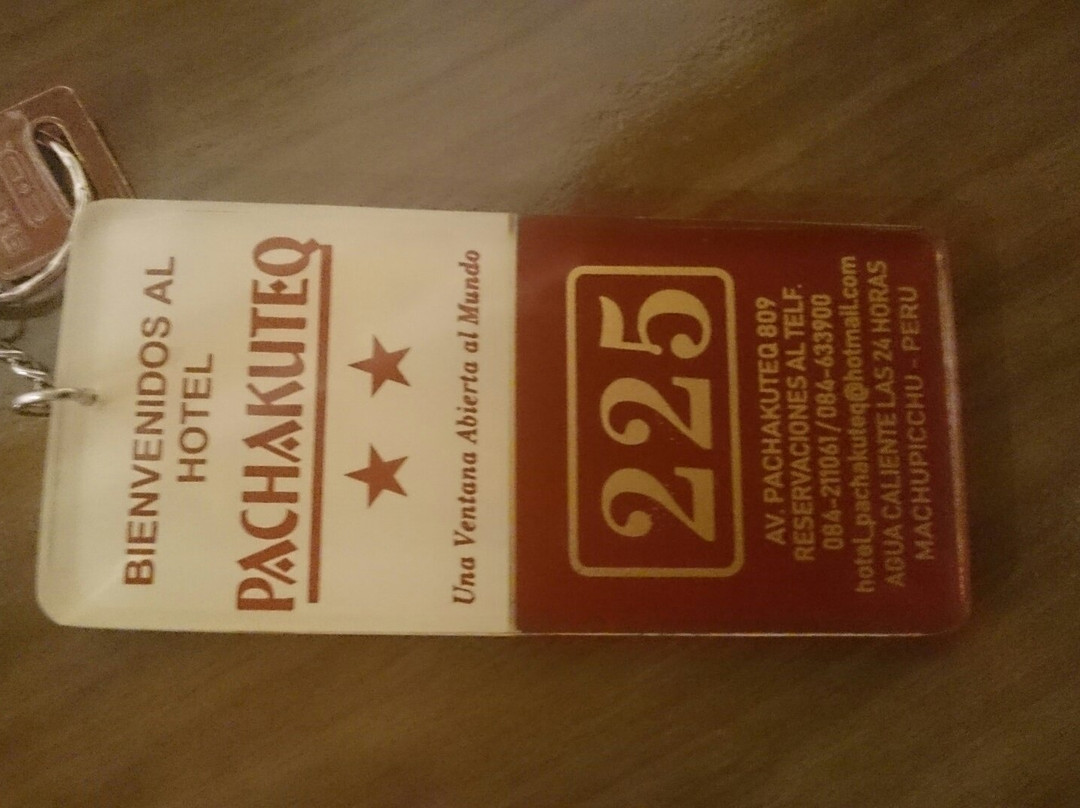 BIENVENIDOS AL
HOTEL
PACHAKUTEQ
Una Ventana Abierta al Mundo
225
AV. PACHAKUTEQ 809
RESERVACIONES AL TELF.
084-211061 / 084-633900
hotel_pachakuteq@hotmail.com
AGUA CALIENTE LAS 24 HORAS
MACHUPICCHU - PERU